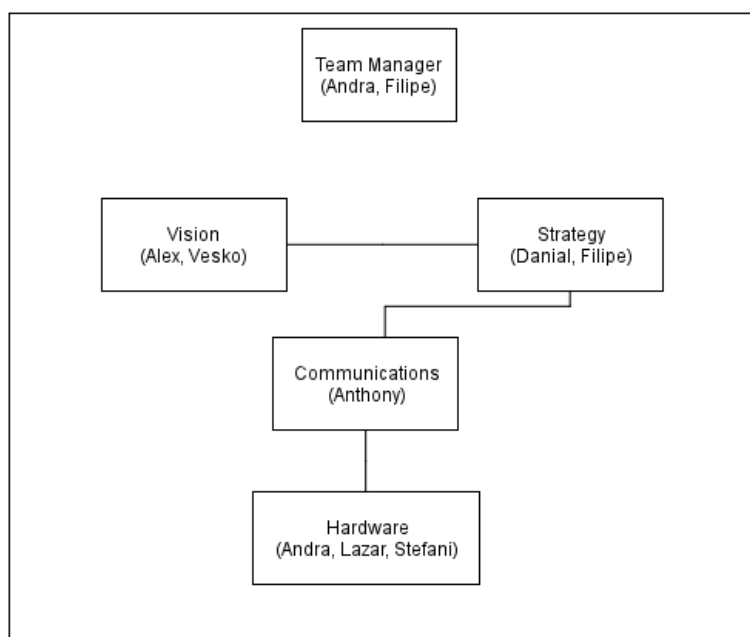 Team Manager
(Andra, Filipe)
Vision
(Alex, Vesko)
Strategy
(Danial, Filipe)
Communications
(Anthony)
Hardware
(Andra, Lazar, Stefani)